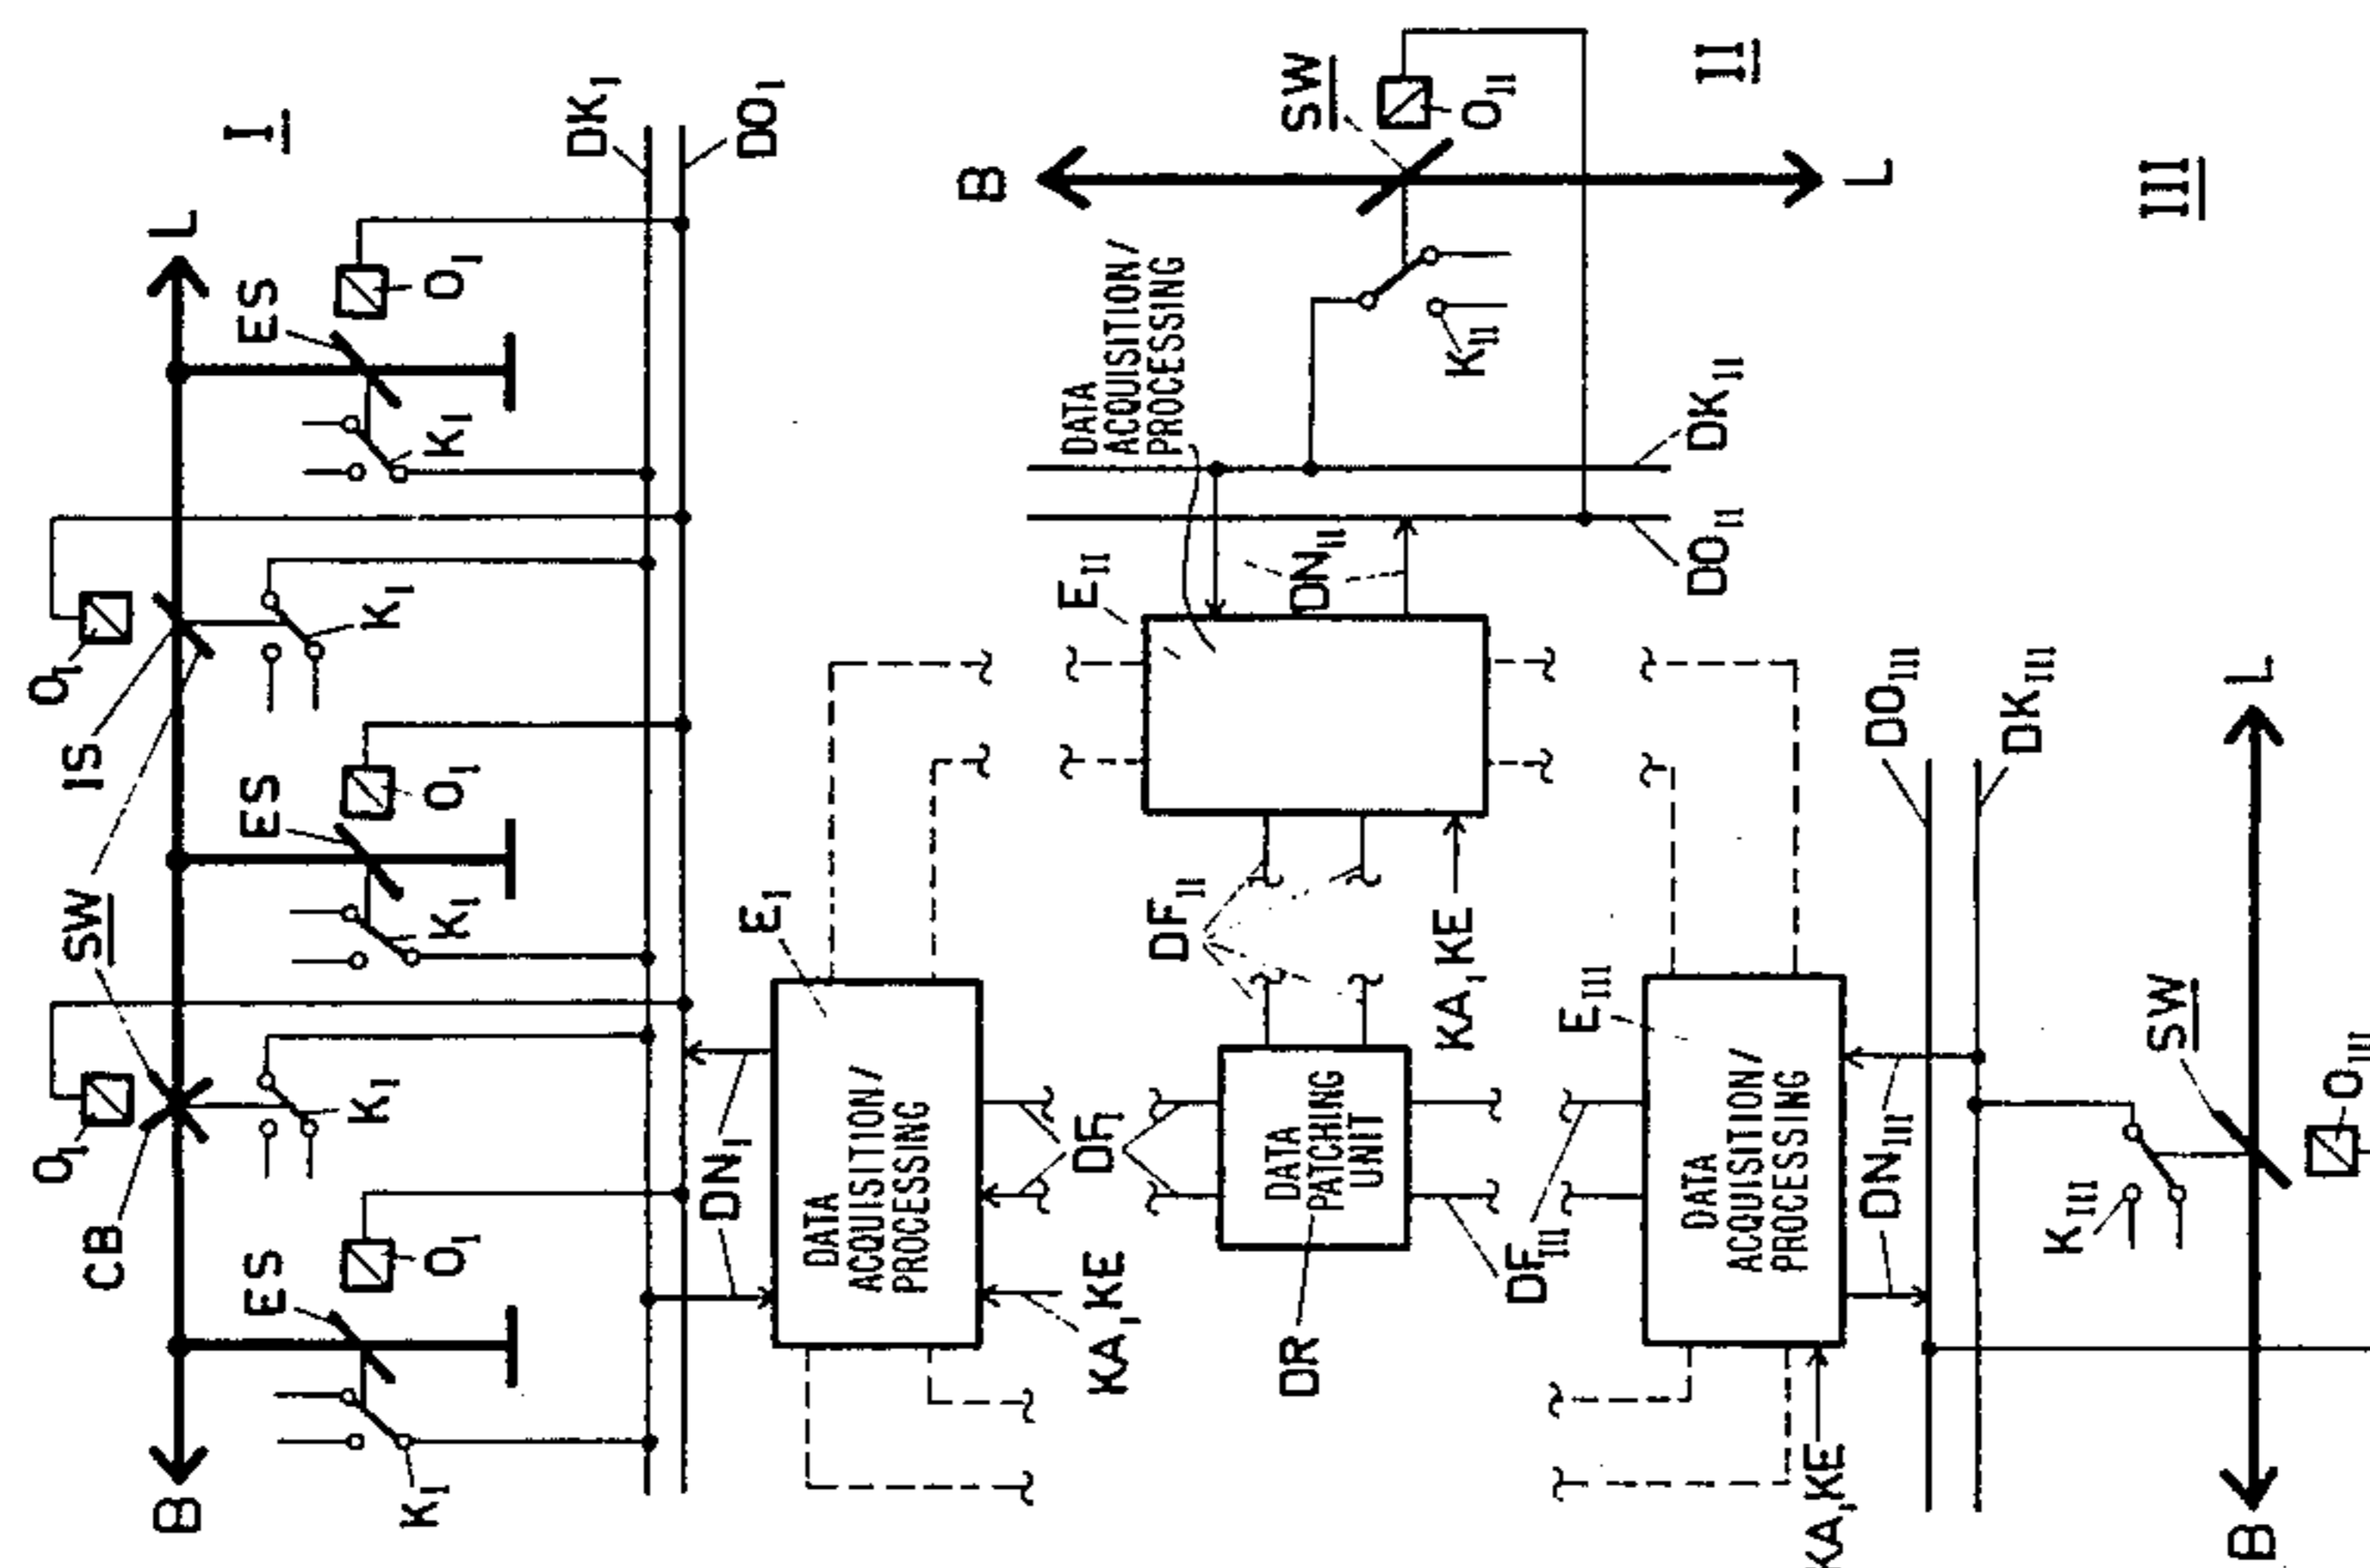 I
B
L
CB
SW
IS
O_I
O_I
ES
ES
ES
O_I
O_I
O_I
K_I
K_I
K_I
K_I
K_I
DK_I
DO_I
DN_I
E_I
DATA
ACQUISITION/
PROCESSING
KA, KE
DF_I
II
B
L
SW
O_II
K_II
DK_II
DO_II
DATA
ACQUISITION/
PROCESSING
DN_II
E_II
DF_II
KA, KE
DATA
PATCHING
UNIT
DR
DF_III
III
E_III
DATA
ACQUISITION/
PROCESSING
KA, KE
DN_III
DO_III
DK_III
K_III
SW
O_III
B
L